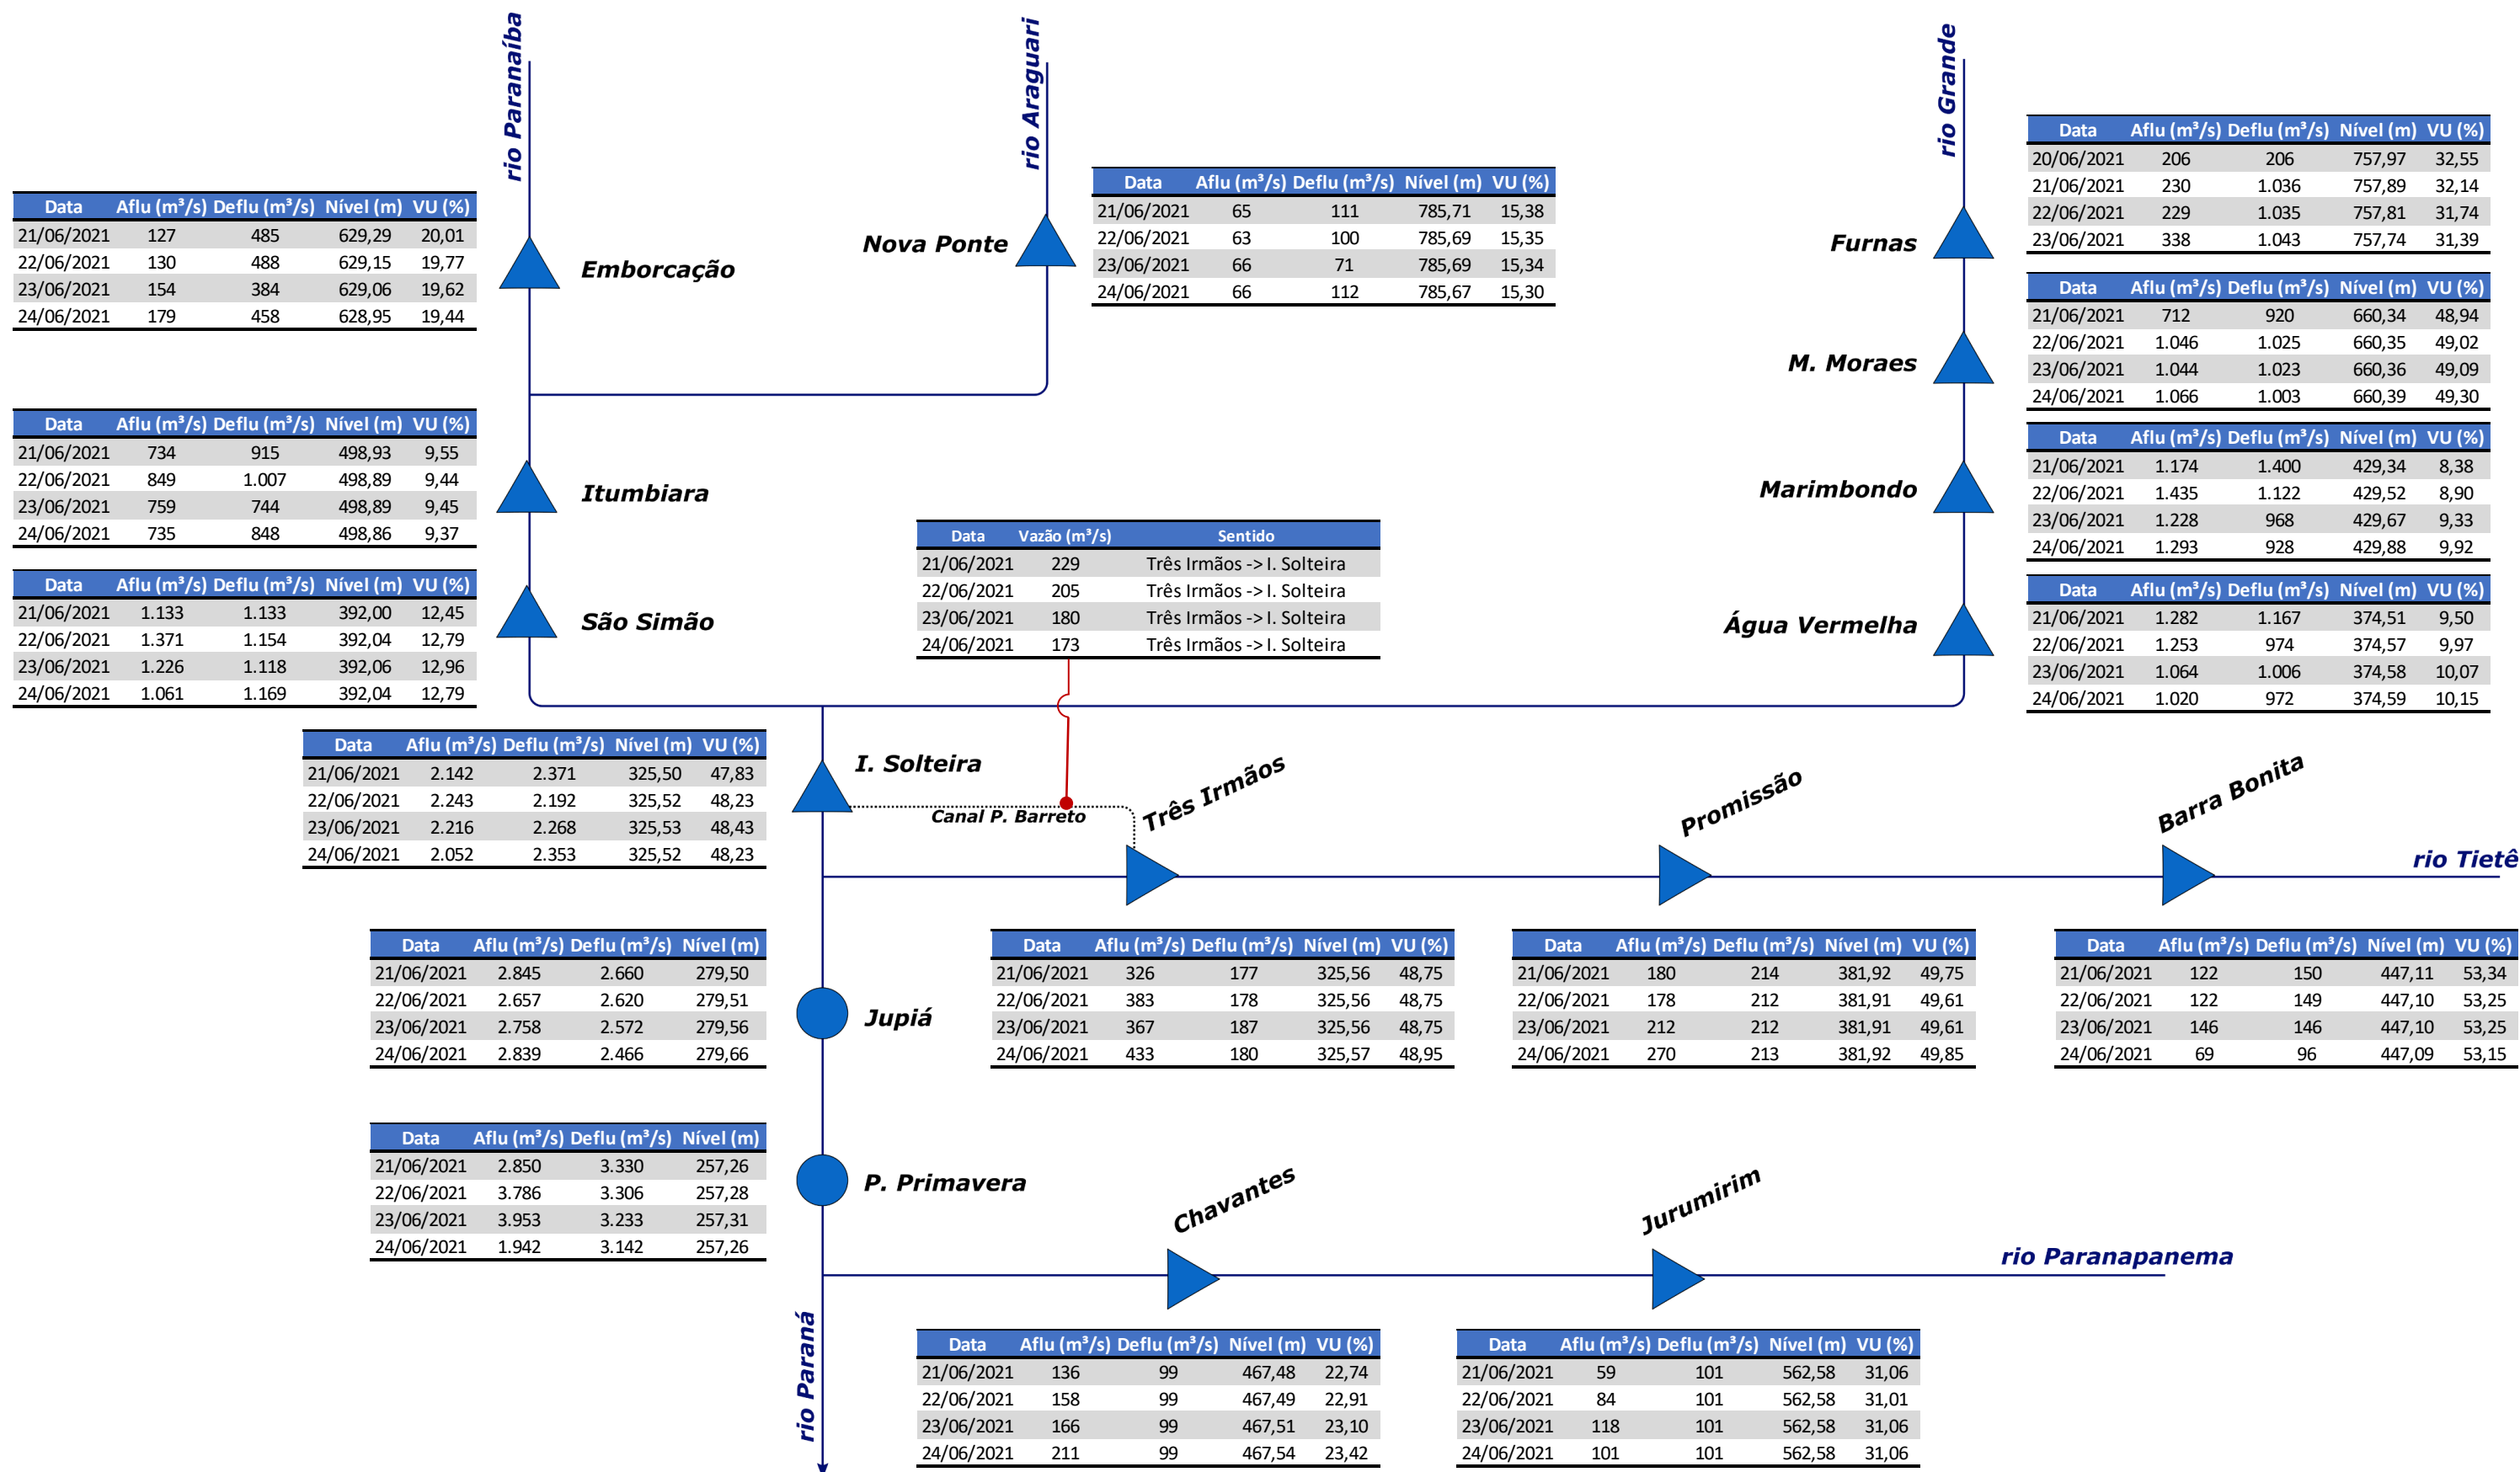 rio Paranaíba
rio Araguari
rio Grande
Data Aflu (m³/s) Deflu (m³/s) Nível (m) VU (%)
21/06/2021 127 485 629,29 20,01
22/06/2021 130 488 629,15 19,77
23/06/2021 154 384 629,06 19,62
24/06/2021 179 458 628,95 19,44
Emborcação
Nova Ponte
Data Aflu (m³/s) Deflu (m³/s) Nível (m) VU (%)
21/06/2021 65 111 785,71 15,38
22/06/2021 63 100 785,69 15,35
23/06/2021 66 71 785,69 15,34
24/06/2021 66 112 785,67 15,30
Furnas
Data Aflu (m³/s) Deflu (m³/s) Nível (m) VU (%)
20/06/2021 206 206 757,97 32,55
21/06/2021 230 1.036 757,89 32,14
22/06/2021 229 1.035 757,81 31,74
23/06/2021 338 1.043 757,74 31,39
M. Moraes
Data Aflu (m³/s) Deflu (m³/s) Nível (m) VU (%)
21/06/2021 712 920 660,34 48,94
22/06/2021 1.046 1.025 660,35 49,02
23/06/2021 1.044 1.023 660,36 49,09
24/06/2021 1.066 1.003 660,39 49,30
Data Aflu (m³/s) Deflu (m³/s) Nível (m) VU (%)
21/06/2021 734 915 498,93 9,55
22/06/2021 849 1.007 498,89 9,44
23/06/2021 759 744 498,89 9,45
24/06/2021 735 848 498,86 9,37
Itumbiara
Marimbondo
Data Aflu (m³/s) Deflu (m³/s) Nível (m) VU (%)
21/06/2021 1.174 1.400 429,34 8,38
22/06/2021 1.435 1.122 429,52 8,90
23/06/2021 1.228 968 429,67 9,33
24/06/2021 1.293 928 429,88 9,92
Data Vazão (m³/s) Sentido
21/06/2021 229 Três Irmãos -> I. Solteira
22/06/2021 205 Três Irmãos -> I. Solteira
23/06/2021 180 Três Irmãos -> I. Solteira
24/06/2021 173 Três Irmãos -> I. Solteira
Data Aflu (m³/s) Deflu (m³/s) Nível (m) VU (%)
21/06/2021 1.133 1.133 392,00 12,45
22/06/2021 1.371 1.154 392,04 12,79
23/06/2021 1.226 1.118 392,06 12,96
24/06/2021 1.061 1.169 392,04 12,79
São Simão
Água Vermelha
Data Aflu (m³/s) Deflu (m³/s) Nível (m) VU (%)
21/06/2021 1.282 1.167 374,51 9,50
22/06/2021 1.253 974 374,57 9,97
23/06/2021 1.064 1.006 374,58 10,07
24/06/2021 1.020 972 374,59 10,15
Data Aflu (m³/s) Deflu (m³/s) Nível (m) VU (%)
21/06/2021 2.142 2.371 325,50 47,83
22/06/2021 2.243 2.192 325,52 48,23
23/06/2021 2.216 2.268 325,53 48,43
24/06/2021 2.052 2.353 325,52 48,23
I. Solteira
Canal P. Barreto
Três Irmãos
Promissão
Barra Bonita
rio Tietê
Data Aflu (m³/s) Deflu (m³/s) Nível (m)
21/06/2021 2.845 2.660 279,50
22/06/2021 2.657 2.620 279,51
23/06/2021 2.758 2.572 279,56
24/06/2021 2.839 2.466 279,66
Jupiá
Data Aflu (m³/s) Deflu (m³/s) Nível (m) VU (%)
21/06/2021 326 177 325,56 48,75
22/06/2021 383 178 325,56 48,75
23/06/2021 367 187 325,56 48,75
24/06/2021 433 180 325,57 48,95
Data Aflu (m³/s) Deflu (m³/s) Nível (m) VU (%)
21/06/2021 180 214 381,92 49,75
22/06/2021 178 212 381,91 49,61
23/06/2021 212 212 381,91 49,61
24/06/2021 270 213 381,92 49,85
Data Aflu (m³/s) Deflu (m³/s) Nível (m) VU (%)
21/06/2021 122 150 447,11 53,34
22/06/2021 122 149 447,10 53,25
23/06/2021 146 146 447,10 53,25
24/06/2021 69 96 447,09 53,15
Data Aflu (m³/s) Deflu (m³/s) Nível (m)
21/06/2021 2.850 3.330 257,26
22/06/2021 3.786 3.306 257,28
23/06/2021 3.953 3.233 257,31
24/06/2021 1.942 3.142 257,26
P. Primavera
Chavantes
Jurumirim
rio Paranapanema
rio Paraná
Data Aflu (m³/s) Deflu (m³/s) Nível (m) VU (%)
21/06/2021 136 99 467,48 22,74
22/06/2021 158 99 467,49 22,91
23/06/2021 166 99 467,51 23,10
24/06/2021 211 99 467,54 23,42
Data Aflu (m³/s) Deflu (m³/s) Nível (m) VU (%)
21/06/2021 59 101 562,58 31,06
22/06/2021 84 101 562,58 31,01
23/06/2021 118 101 562,58 31,06
24/06/2021 101 101 562,58 31,06